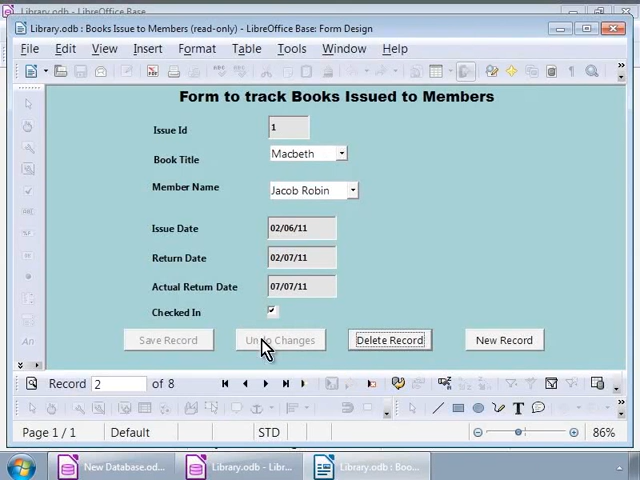 Library.odb : Books Issue to Members (read-only) - LibreOffice Base: Form Design
File Edit View Insert Format Table Tools Window Help
Form to track Books Issued to Members
Issue Id 1
Book Title Macbeth
Member Name Jacob Robin
Issue Date 02/06/11
Return Date 02/07/11
Actual Return Date 07/07/11
Checked In
Save Record Undo Changes Delete Record New Record
Record 2 of 8
Page 1 / 1 Default STD 86%
New Database.od... Library.odb - Libr... Library.odb : Boo...